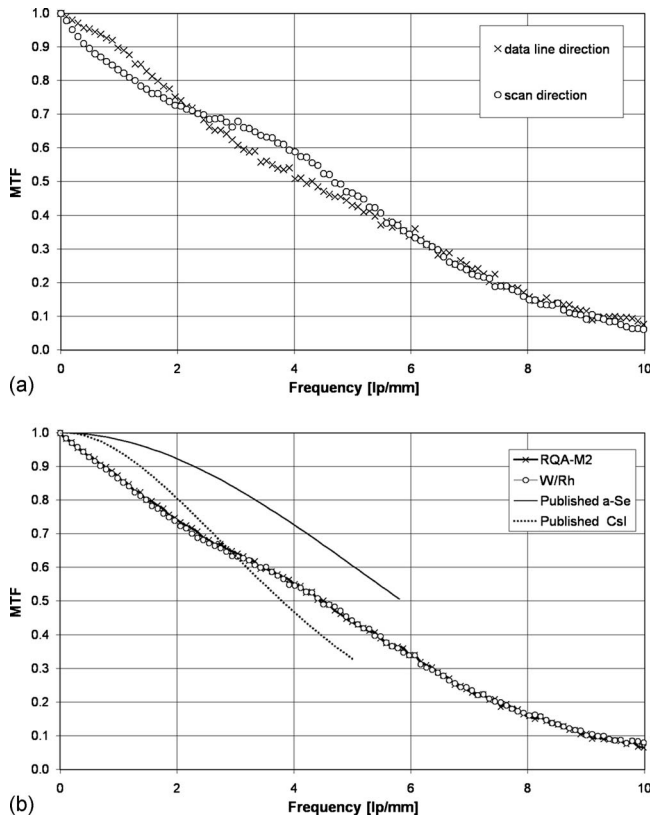 1.0
0.9
0.8
0.7
0.6
0.5
0.4
0.3
0.2
0.1
0.0
MTF
× data line direction
○ scan direction
0 2 4 6 8 10
Frequency [lp/mm]
(a)
1.0
0.9
0.8
0.7
0.6
0.5
0.4
0.3
0.2
0.1
0.0
MTF
RQA-M2
W/Rh
Published a-Se
Published CsI
0 2 4 6 8 10
Frequency [lp/mm]
(b)